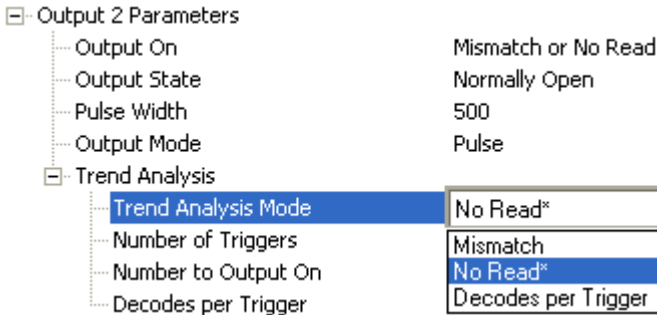 Output 2 Parameters
Output On Mismatch or No Read
Output State Normally Open
Pulse Width 500
Output Mode Pulse
Trend Analysis
Trend Analysis Mode No Read*
Number of Triggers Mismatch
Number to Output On No Read*
Decodes per Trigger Decodes per Trigger